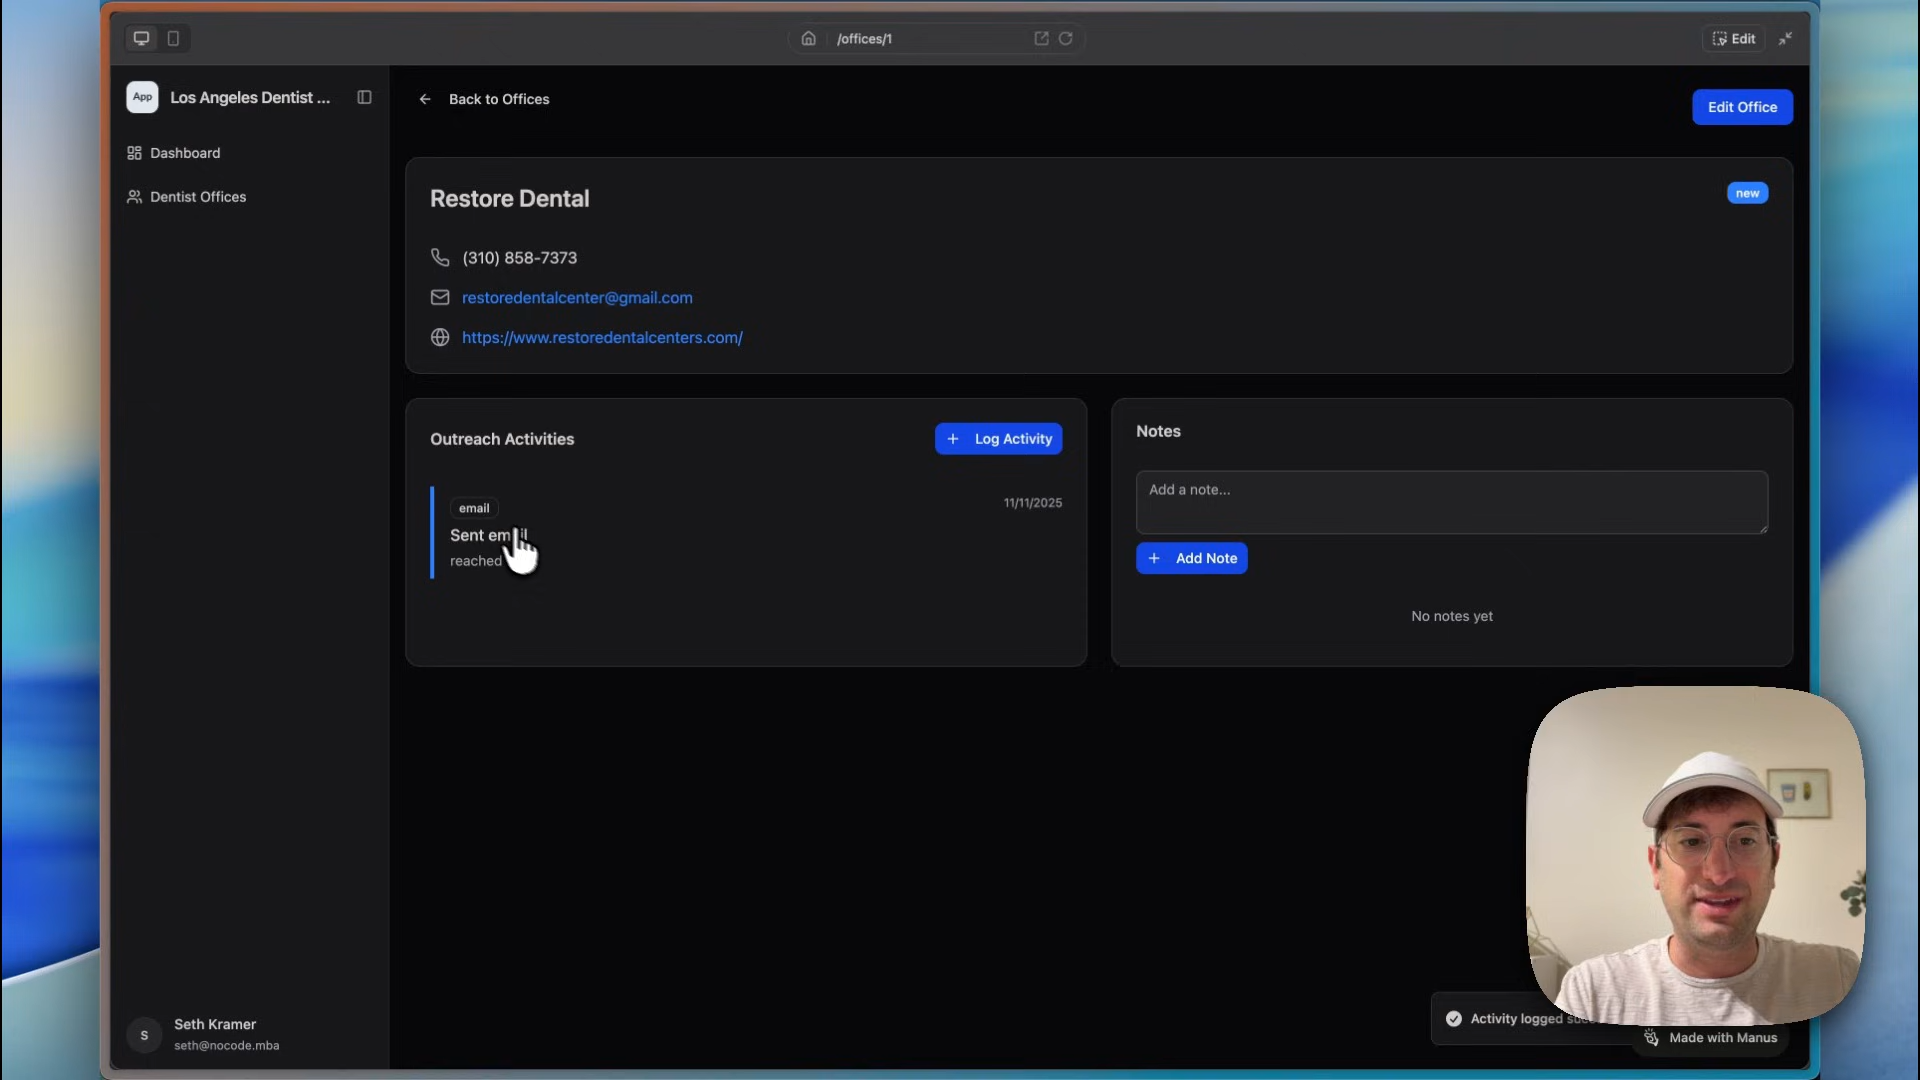 /offices/1
Edit
App
Los Angeles Dentist ...
Back to Offices
Edit Office
Dashboard
Dentist Offices
Restore Dental
new
(310) 858-7373
restoredentalcenter@gmail.com
https://www.restoredentalcenters.com/
Outreach Activities
+ Log Activity
email
11/11/2025
Sent email
reached
Notes
Add a note...
+ Add Note
No notes yet
S
Seth Kramer
seth@nocode.mba
Activity logged
Made with Manus